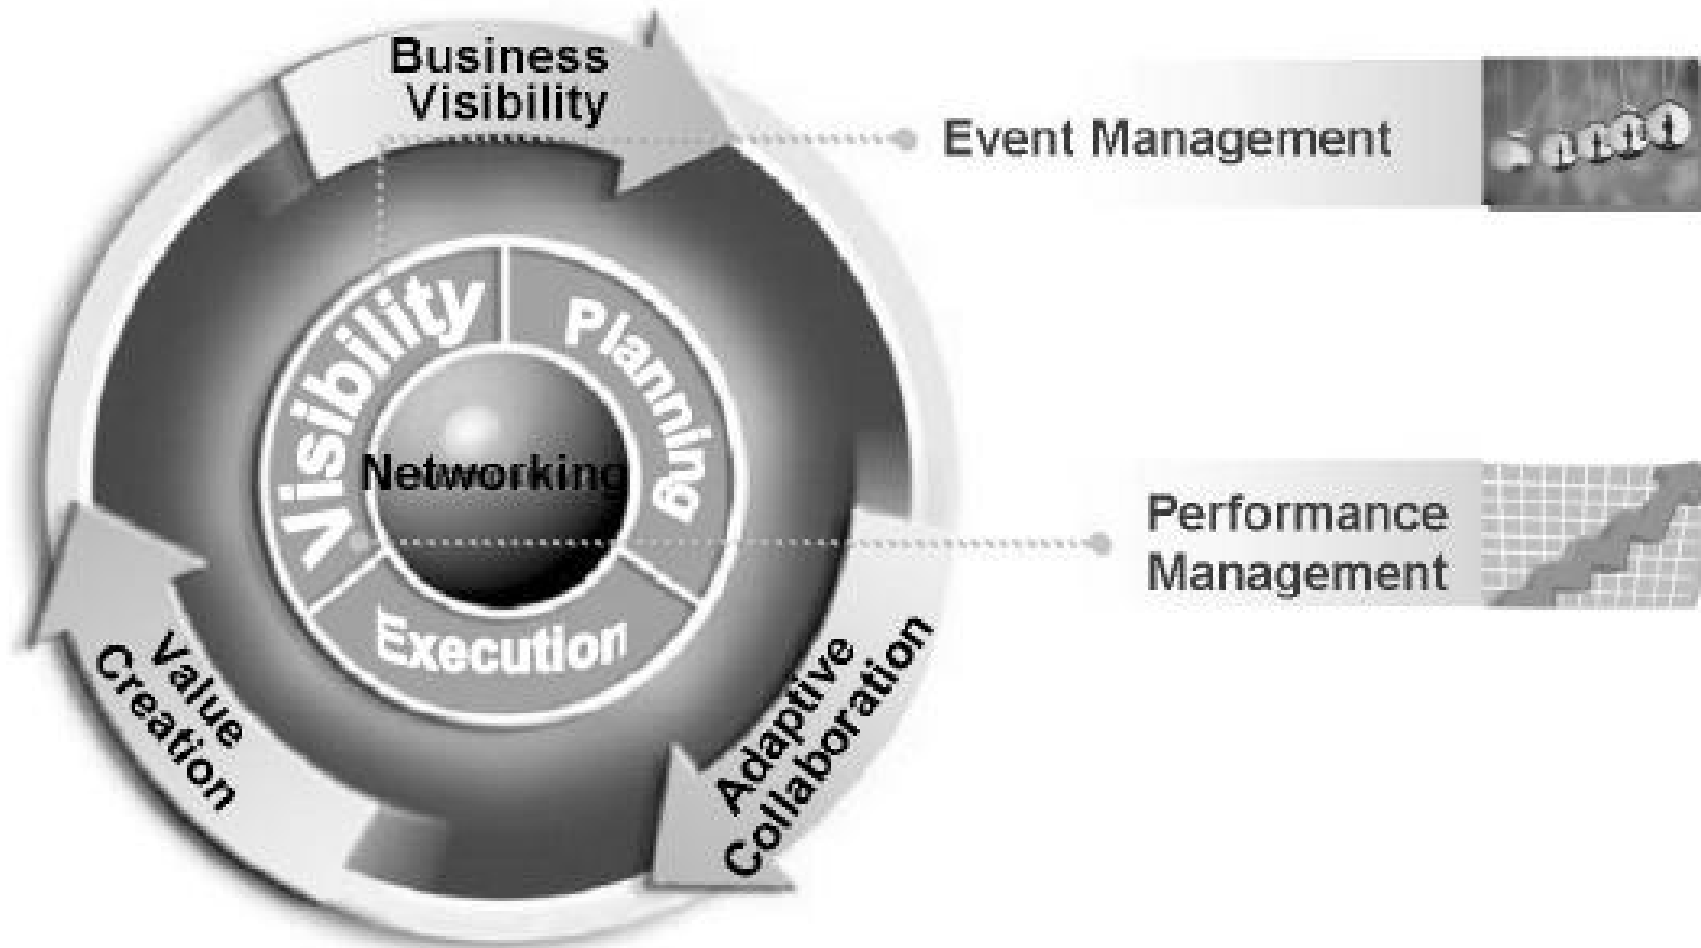 Business
Visibility
Event Management
Visibility
Planning
Networking
Performance
Management
Execution
Value
Creation
Adaptive
Collaboration